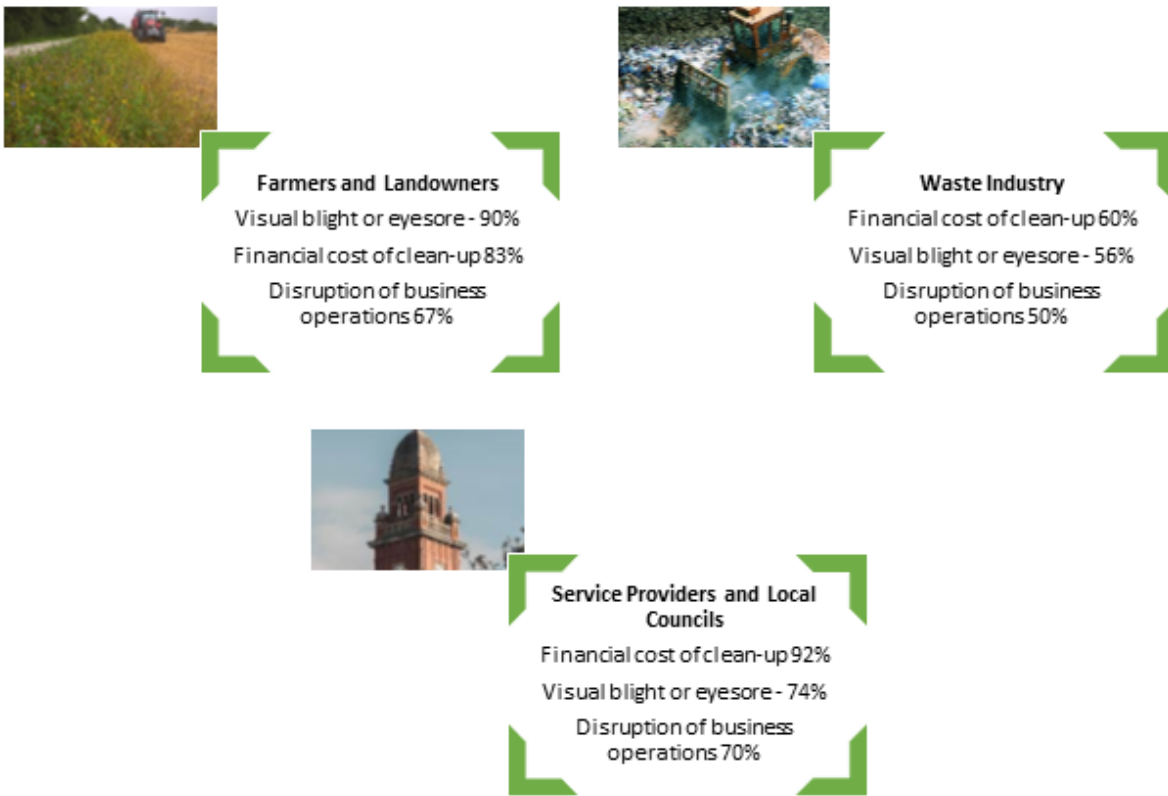 Farmers and Landowners
Visual blight or eyesore - 90%
Financial cost of clean-up 83%
Disruption of business
operations 67%
Waste Industry
Financial cost of clean-up 60%
Visual blight or eyesore - 56%
Disruption of business
operations 50%
Service Providers and Local
Councils
Financial cost of clean-up 92%
Visual blight or eyesore - 74%
Disruption of business
operations 70%